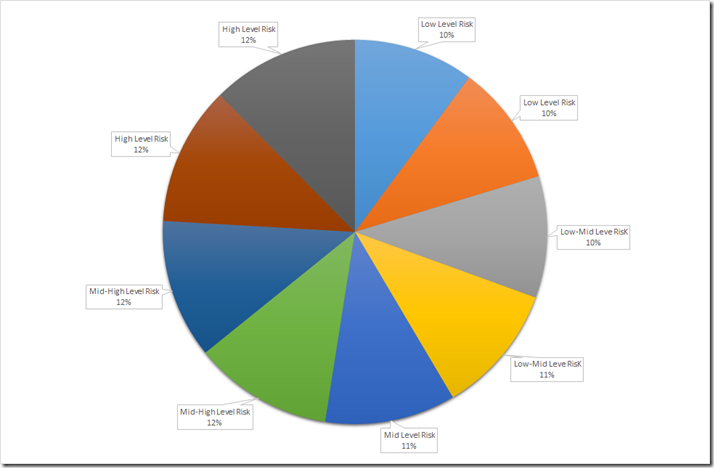 Low Level Risk
10%
Low Level Risk
10%
Low-Mid Leve RisK
10%
Low-Mid Leve RisK
11%
Mid Level Risk
11%
Mid-High Level Risk
12%
Mid-High Level Risk
12%
High Level Risk
12%
High Level Risk
12%